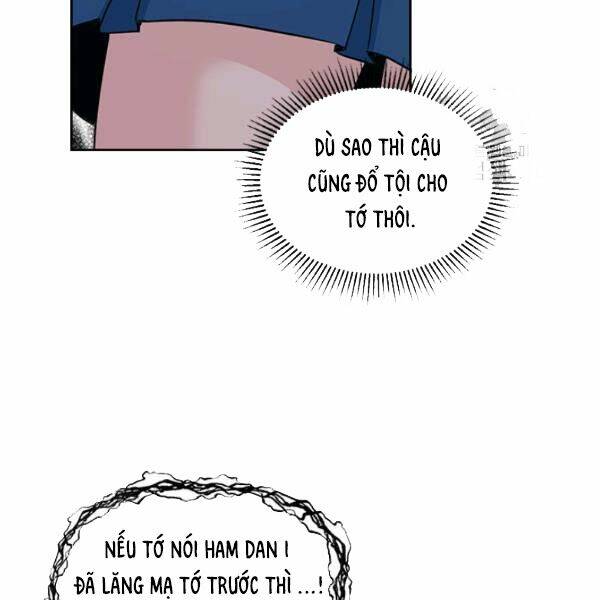 DÙ SAO THÌ CẬU
CŨNG ĐỔ TỘI CHO
TỚ THÔI.
NẾU TỚ NÓI HAM DAN I
ĐÃ LĂNG MẠ TỚ TRƯỚC THÌ ...!